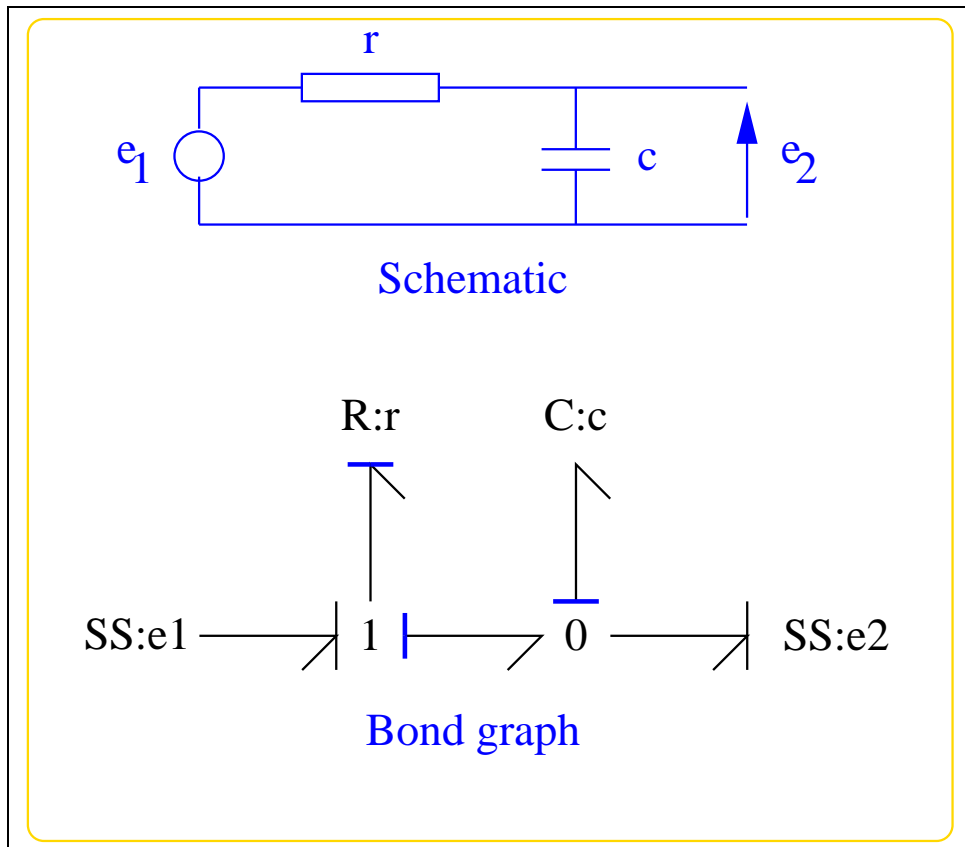 r
e1 c e2
Schematic
R:r C:c
SS:e1 1 0 SS:e2
Bond graph